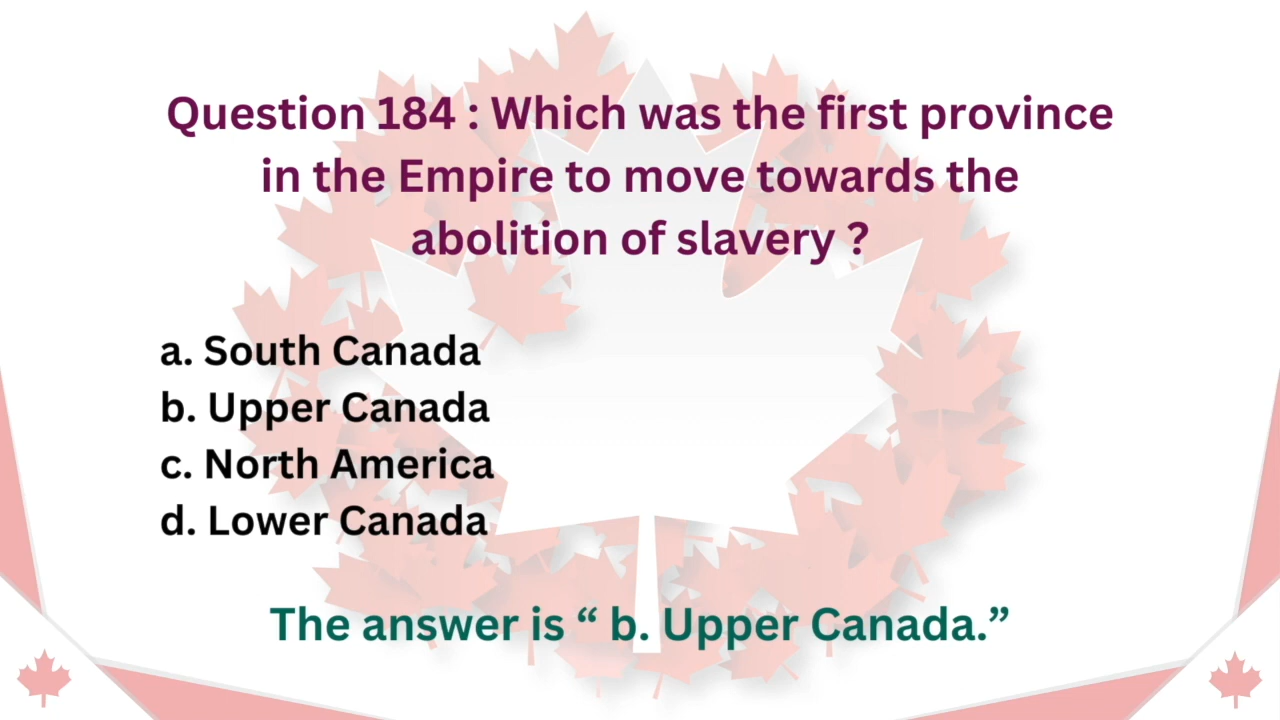 Question 184 : Which was the first province
in the Empire to move towards the
abolition of slavery ?
a. South Canada
b. Upper Canada
c. North America
d. Lower Canada
The answer is “ b. Upper Canada.”